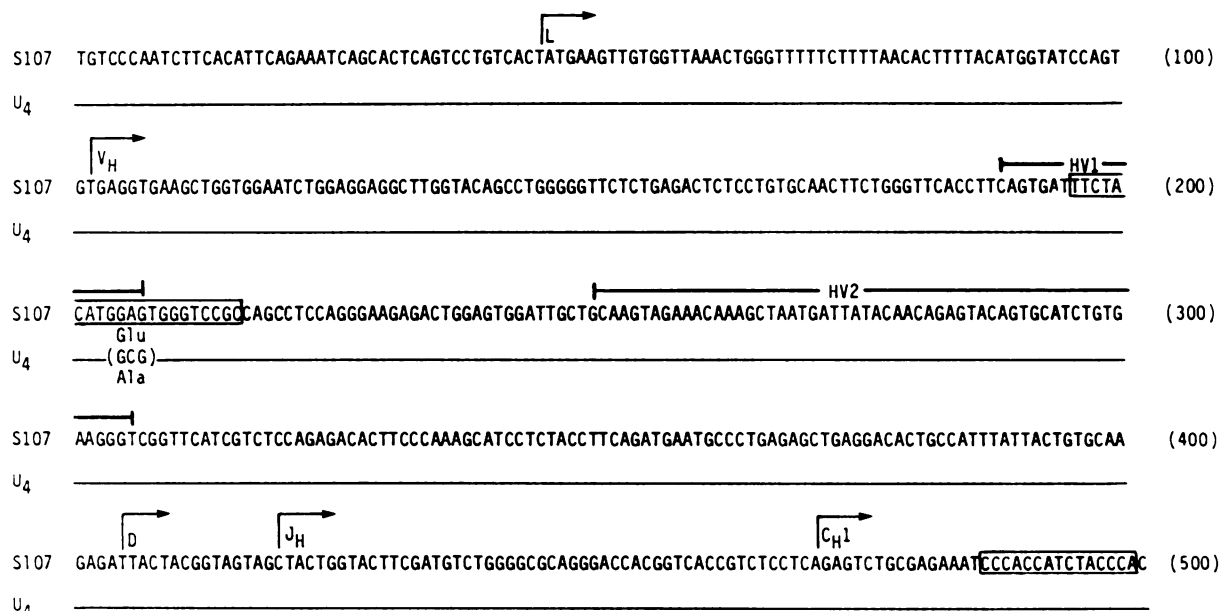 L
S107 TGTCCCAATCTTCACATTCAGAAATCAGCACTCAGTCCTGTCACTATGAAGTTGTGGTTAAACTGGGTTTTTCTTTTAACACTTTTACATGGTATCCAGT (100)
U4
VH
HV1
S107 GTGAGGTGAAGCTGGTGGAATCTGGAGGAGGCTTGGTACAGCCTGGGGGTTCTCTGAGACTCTCCTGTGCAACTTCTGGGTTCACCTTCAGTGATTTCTA (200)
U4
HV2
S107 CATGGAGTGGGTCCGCCAGCCTCCAGGGAAGAGACTGGAGTGGATTGCTGCAAGTAGAAACAAAGCTAATGATTATACAACAGAGTACAGTGCATCTGTG (300)
Glu
U4 (GCG)
Ala
S107 AAGGGTCGGTTCATCGTCTCCAGAGACACTTCCCAAAGCATCCTCTACCTTCAGATGAATGCCCTGAGAGCTGAGGACACTGCCATTTATTACTGTGCAA (400)
U4
D JH CH1
S107 GAGATTACTACGGTAGTAGCTACTGGTACTTCGATGTCTGGGGCGCAGGGACCACGGTCACCGTCTCCTCAGAGTCTGCGAGAAATCCCACCATCTACCCAC (500)
U4